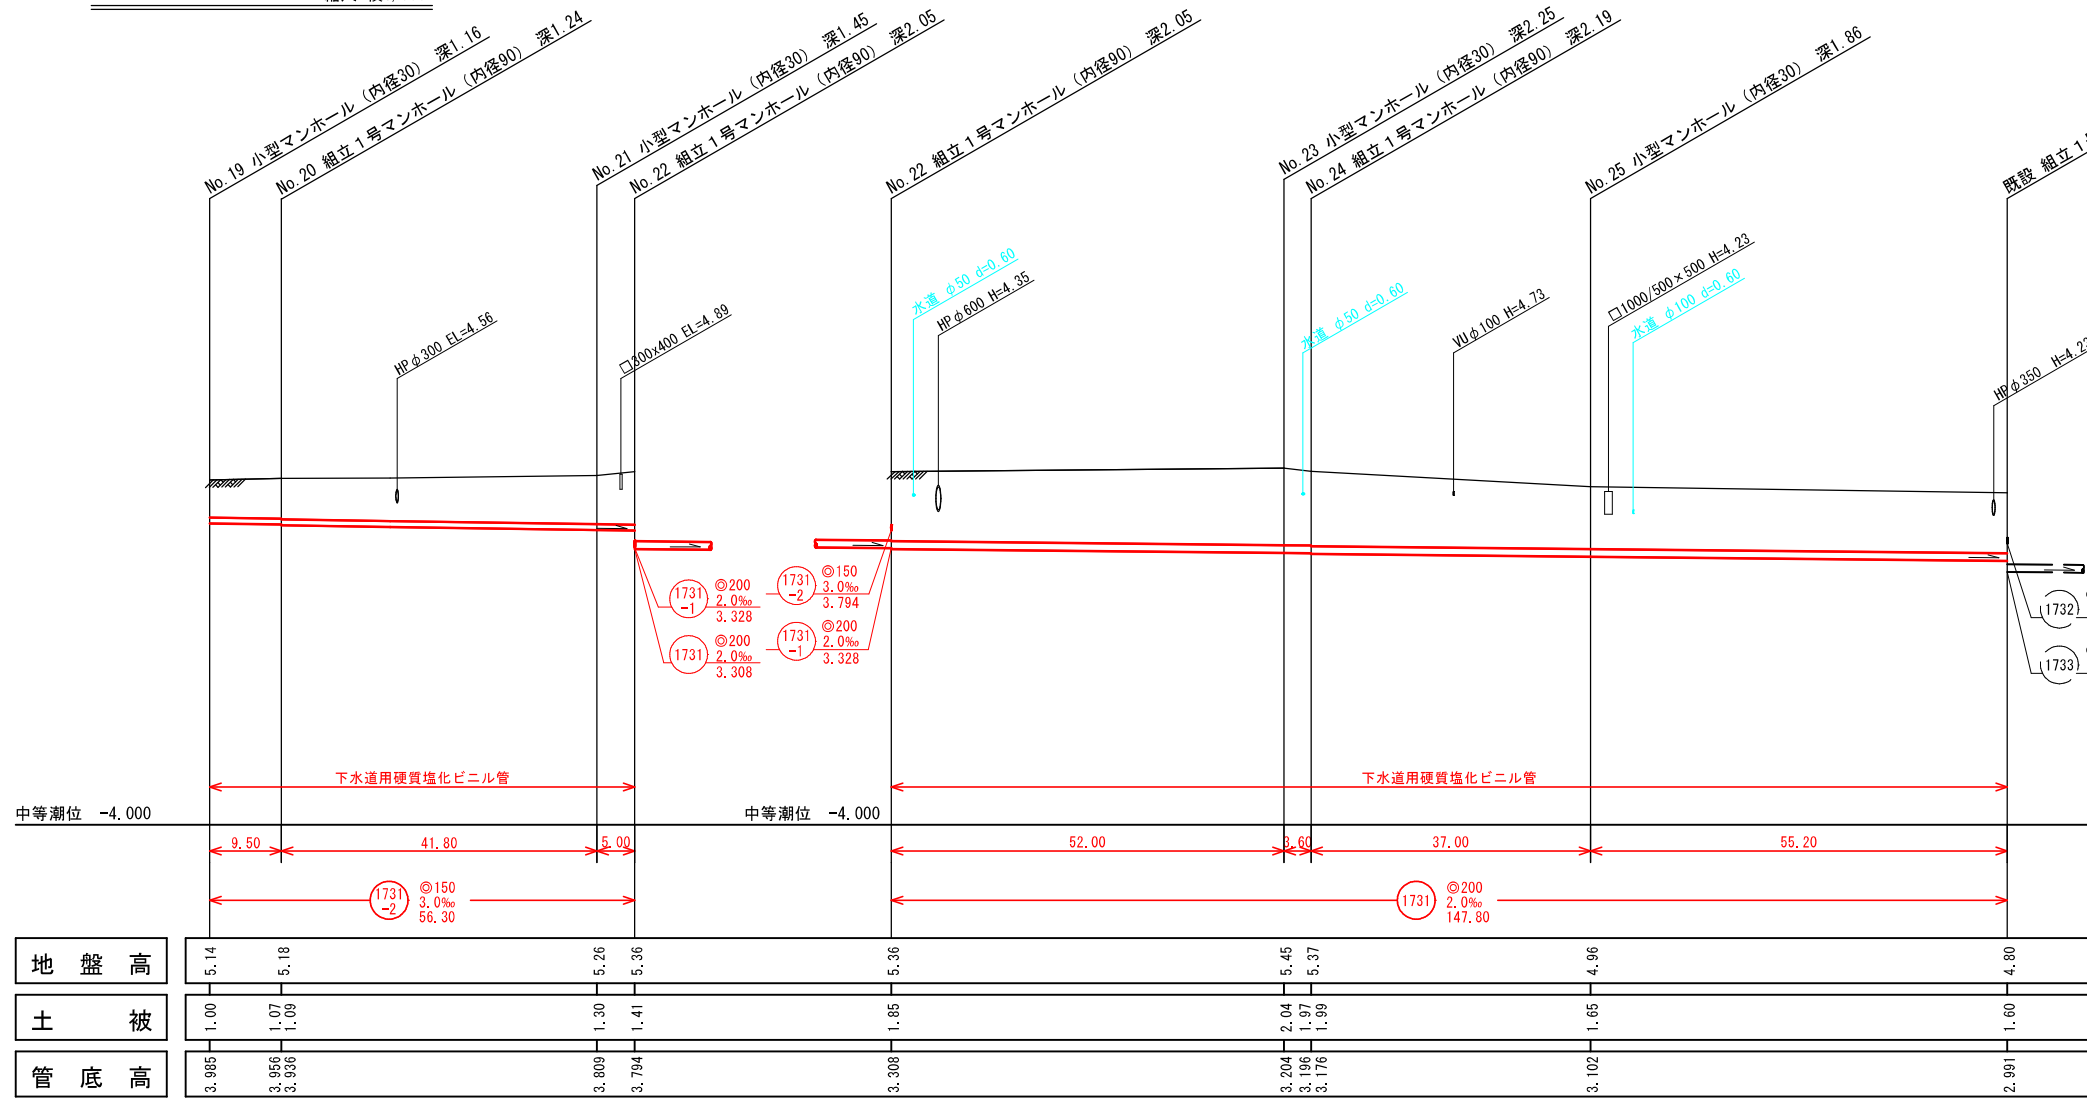 No.19 小型マンホール（内径30） 深1.16
No.20 組立１号マンホール（内径90） 深1.24
No.21 小型マンホール（内径30） 深1.45
No.22 組立１号マンホール（内径90） 深2.05
No.22 組立１号マンホール（内径90） 深2.05
No.23 小型マンホール（内径30） 深2.25
No.24 組立１号マンホール（内径90） 深2.19
No.25 小型マンホール（内径30） 深1.86
既設 組立１
HPφ300 EL=4.56
□300x400 EL=4.89
水道 φ50 d=0.60
HPφ600 H=4.35
水道 φ50 d=0.60
VUφ100 H=4.73
□1000/500×500 H=4.23
水道 φ100 d=0.60
HPφ350 H=4.23
1731-1 ◎200
2.0‰
3.328
1731 ◎200
2.0‰
3.308
1731-2 ◎150
3.0‰
3.794
1731-1 ◎200
2.0‰
3.328
1732
1733
下水道用硬質塩化ビニル管
下水道用硬質塩化ビニル管
中等潮位 -4.000
中等潮位 -4.000
9.50 41.80 5.00 52.00 3.60 37.00 55.20
1731-2 ◎150
3.0‰
56.30
1731 ◎200
2.0‰
147.80
地盤高 5.14 5.18 5.26 5.36 5.36 5.45 5.37 4.96 4.80
土被 1.00 1.07 1.09 1.30 1.41 1.85 2.04 1.97 1.99 1.65 1.60
管底高 3.985 3.956 3.936 3.809 3.794 3.308 3.204 3.196 3.176 3.102 2.991